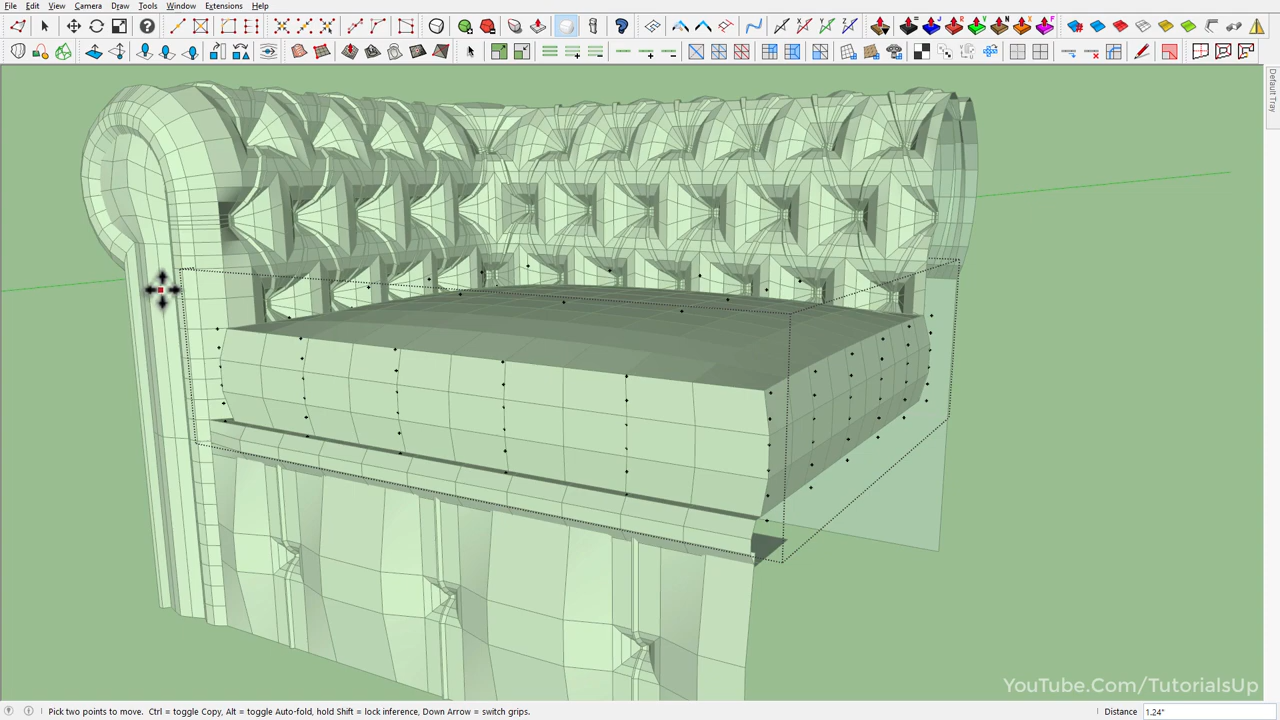 File Edit View Camera Draw Tools Window Extensions Help
Default Tray
YouTube.Com/TutorialsUp
Pick two points to move. Ctrl = toggle Copy, Alt = toggle Auto-fold, hold Shift = lock inference, Down Arrow = switch grips. Distance 1.24"